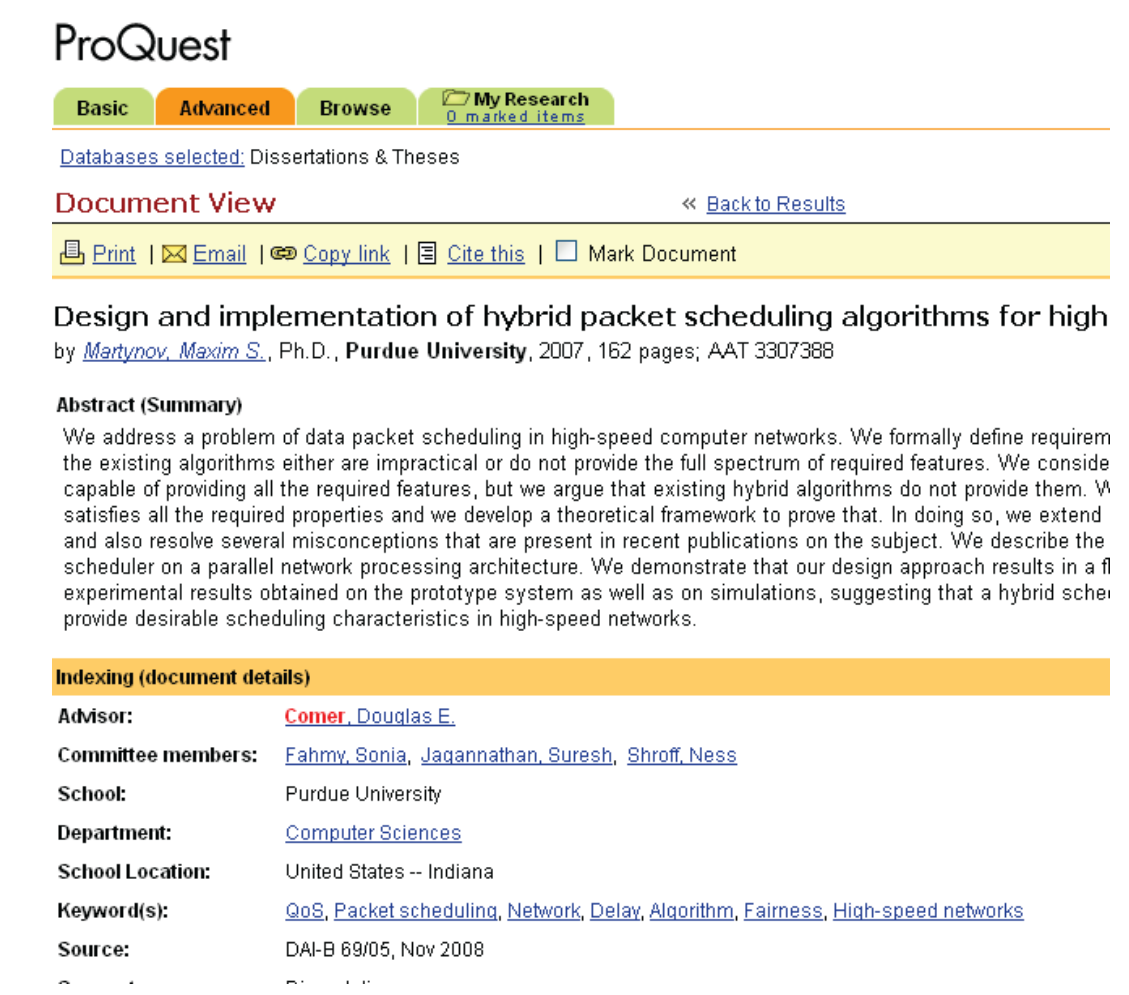 ProQuest
Basic Advanced Browse My Research
0 marked items
Databases selected: Dissertations & Theses
Document View « Back to Results
Print | Email | Copy link | Cite this | Mark Document
Design and implementation of hybrid packet scheduling algorithms for high
by Martynov, Maxim S., Ph.D., Purdue University, 2007, 162 pages; AAT 3307388
Abstract (Summary)
We address a problem of data packet scheduling in high-speed computer networks. We formally define requirem
the existing algorithms either are impractical or do not provide the full spectrum of required features. We conside
capable of providing all the required features, but we argue that existing hybrid algorithms do not provide them.
satisfies all the required properties and we develop a theoretical framework to prove that. In doing so, we extend
and also resolve several misconceptions that are present in recent publications on the subject. We describe the
scheduler on a parallel network processing architecture. We demonstrate that our design approach results in a fl
experimental results obtained on the prototype system as well as on simulations, suggesting that a hybrid sche
provide desirable scheduling characteristics in high-speed networks.
Indexing (document details)
Advisor: Comer, Douglas E.
Committee members: Fahmy, Sonia, Jagannathan, Suresh, Shroff, Ness
School: Purdue University
Department: Computer Sciences
School Location: United States -- Indiana
Keyword(s): QoS, Packet scheduling, Network, Delay, Algorithm, Fairness, High-speed networks
Source: DAI-B 69/05, Nov 2008